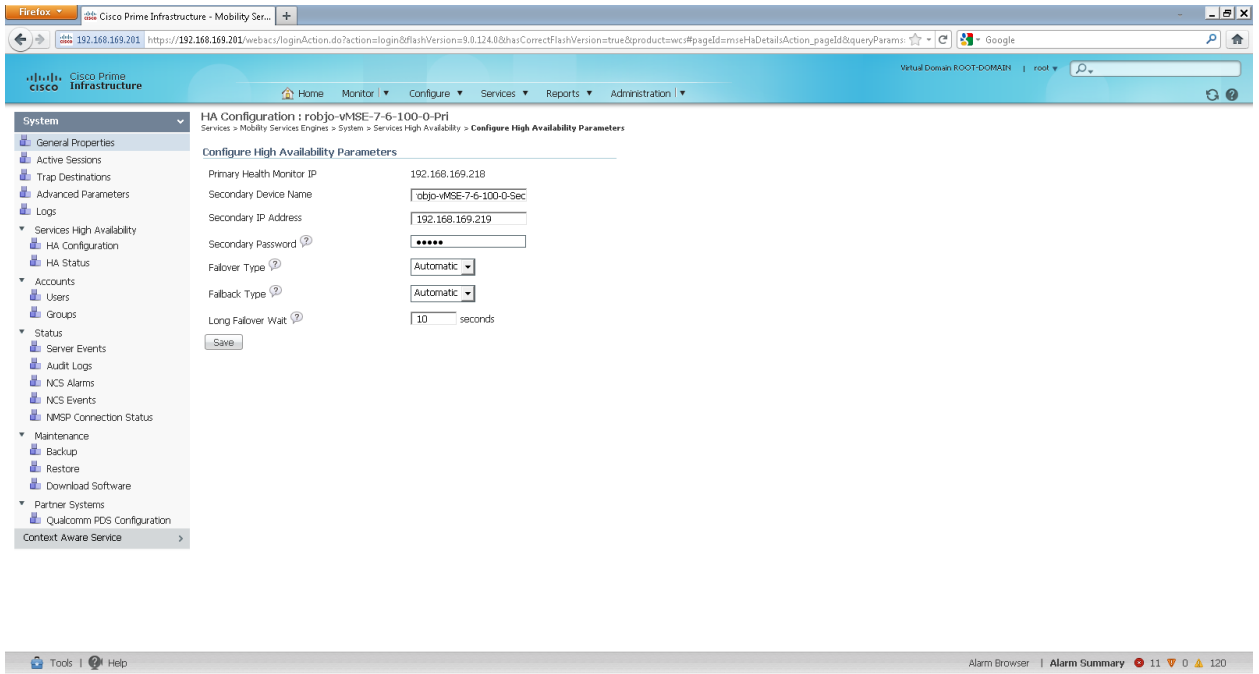 Firefox
Cisco Prime Infrastructure - Mobility Ser...
192.168.169.201 https://192.168.169.201/webacs/loginAction.do?action=login&flashVersion=9.0.124.0&hasCorrectFlashVersion=true&product=wcs#pageId=mseHaDetailsAction_pageId&queryParams:
Google
Cisco Prime
CISCO Infrastructure
Virtual Domain ROOT-DOMAIN | root
Home Monitor Configure Services Reports Administration
System
General Properties
Active Sessions
Trap Destinations
Advanced Parameters
Logs
Services High Availability
HA Configuration
HA Status
Accounts
Users
Groups
Status
Server Events
Audit Logs
NCS Alarms
NCS Events
NMSP Connection Status
Maintenance
Backup
Restore
Download Software
Partner Systems
Qualcomm PDS Configuration
Context Aware Service
HA Configuration : robjo-vMSE-7-6-100-0-Pri
Services > Mobility Services Engines > System > Services High Availability > Configure High Availability Parameters
Configure High Availability Parameters
Primary Health Monitor IP 192.168.169.218
Secondary Device Name robjo-vMSE-7-6-100-0-Sec
Secondary IP Address 192.168.169.219
Secondary Password ? •••••
Failover Type ? Automatic
Failback Type ? Automatic
Long Failover Wait ? 10 seconds
Save
Tools | Help
Alarm Browser | Alarm Summary 11 0 120